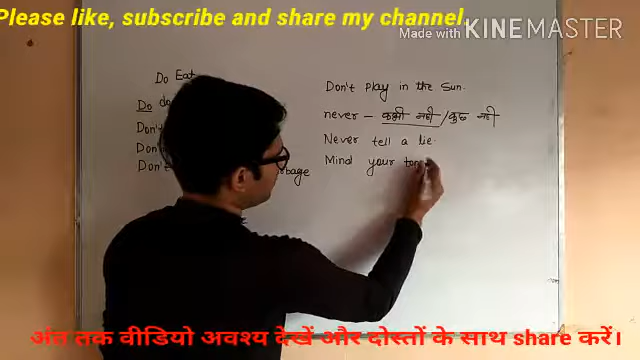 Please like, subscribe and share my channel.
Made with KINEMASTER
Do Eat
Do do
Don't
Don't
Don't
Don't play in the Sun.
never – कभी नहीं / कुछ नहीं
Never tell a lie.
Mind your ton
अंत तक वीडियो अवश्य देखें और दोस्तों के साथ share करें।